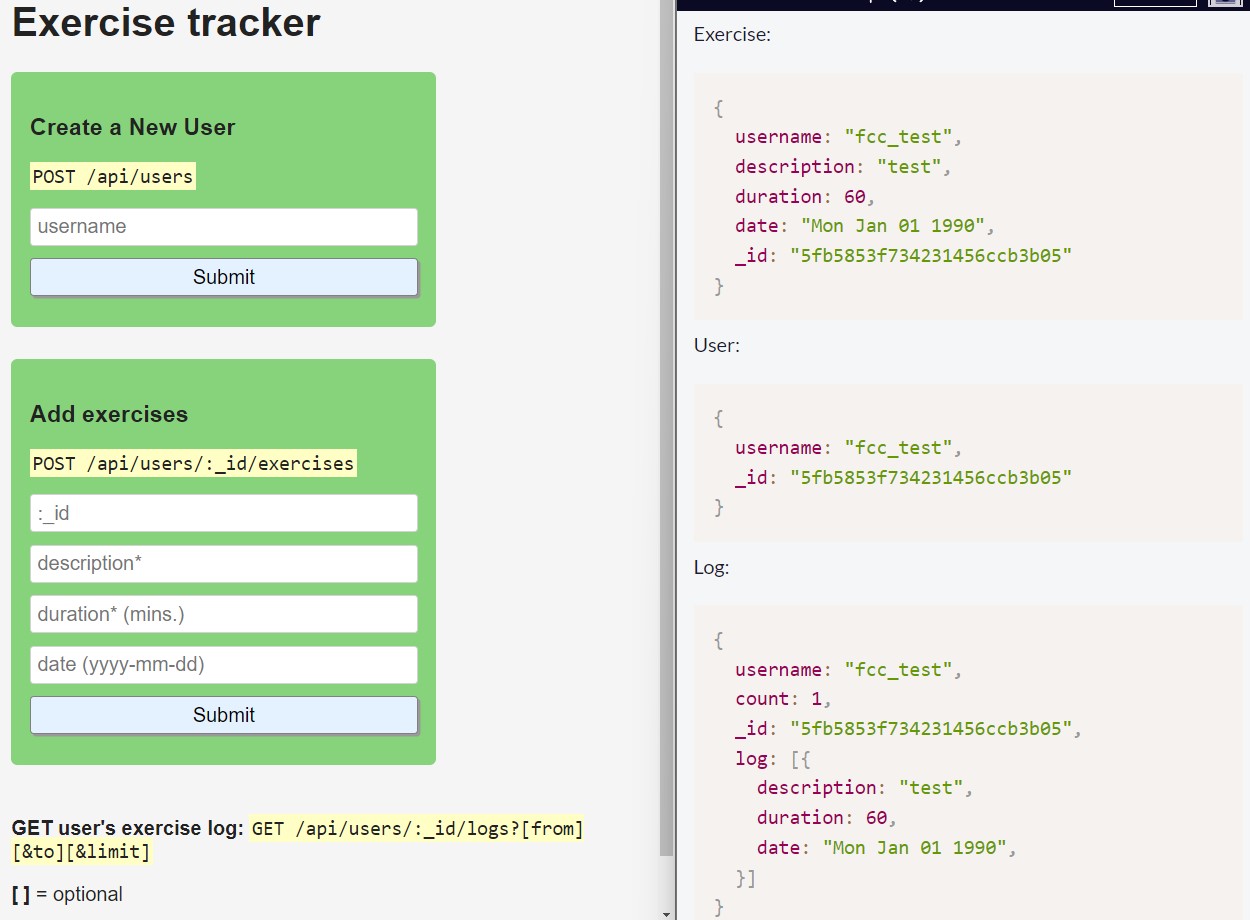 Exercise tracker
Create a New User
POST /api/users
username
Submit
Add exercises
POST /api/users/:_id/exercises
:_id
description*
duration* (mins.)
date (yyyy-mm-dd)
Submit
GET user's exercise log: GET /api/users/:_id/logs?[from]
[&to][&limit]
[ ] = optional
Exercise:
{
  username: "fcc_test",
  description: "test",
  duration: 60,
  date: "Mon Jan 01 1990",
  _id: "5fb5853f734231456ccb3b05"
}
User:
{
  username: "fcc_test",
  _id: "5fb5853f734231456ccb3b05"
}
Log:
{
  username: "fcc_test",
  count: 1,
  _id: "5fb5853f734231456ccb3b05",
  log: [{
    description: "test",
    duration: 60,
    date: "Mon Jan 01 1990",
  }]
}